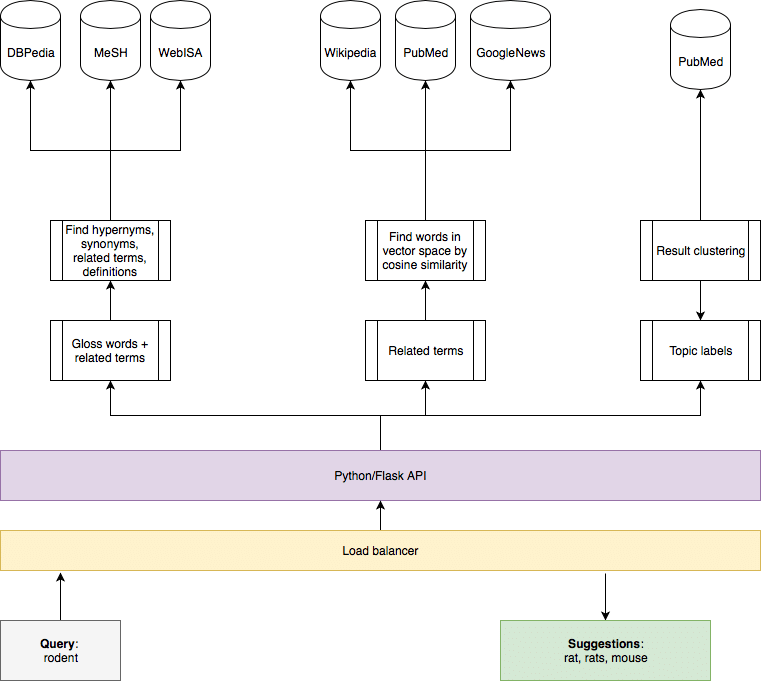 DBPedia
MeSH
WebISA
Wikipedia
PubMed
GoogleNews
PubMed
Find hypernyms,
synonyms,
related terms,
definitions
Find words in
vector space by
cosine similarity
Result clustering
Gloss words +
related terms
Related terms
Topic labels
Python/Flask API
Load balancer
Query:
rodent
Suggestions:
rat, rats, mouse